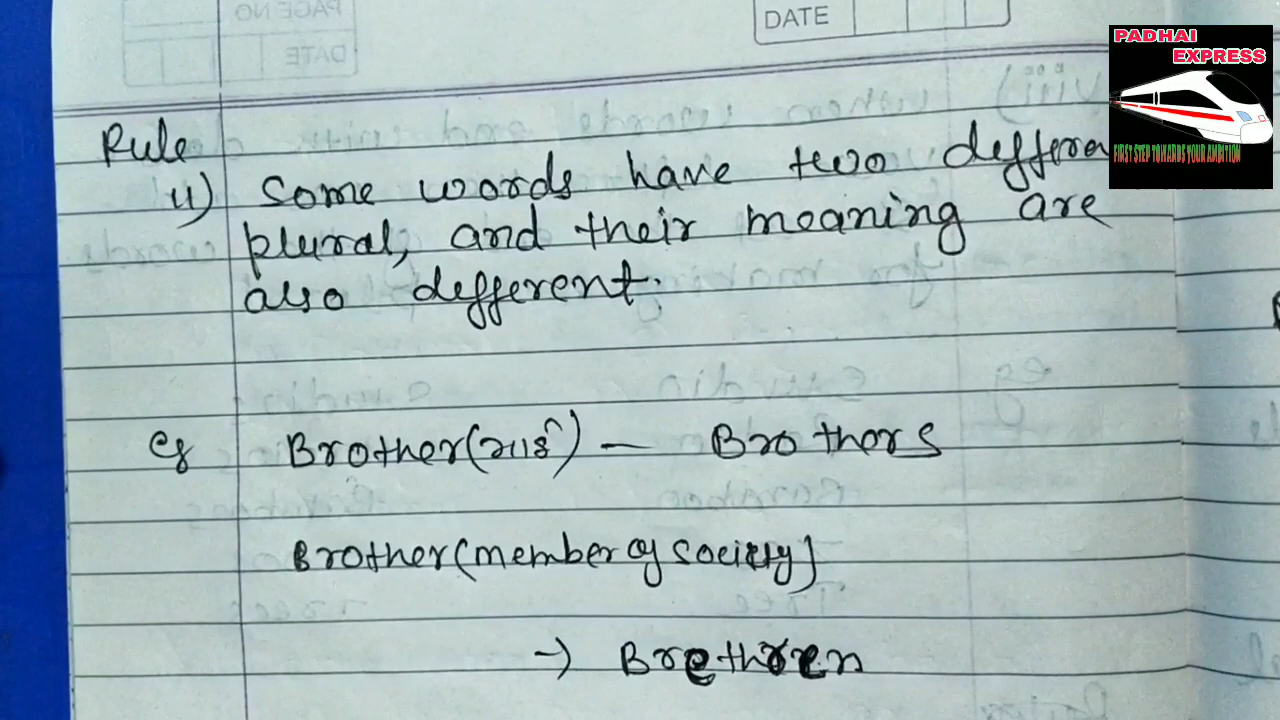 DATE
PADHAI
EXPRESS
FIRST STEP TOWARDS YOUR AMBITION
Rule
11) Some words have two differe
plural, and their meaning are
also different.
eg Brother (भाई) — Brothers
Brother (member of society)
→ Brethren